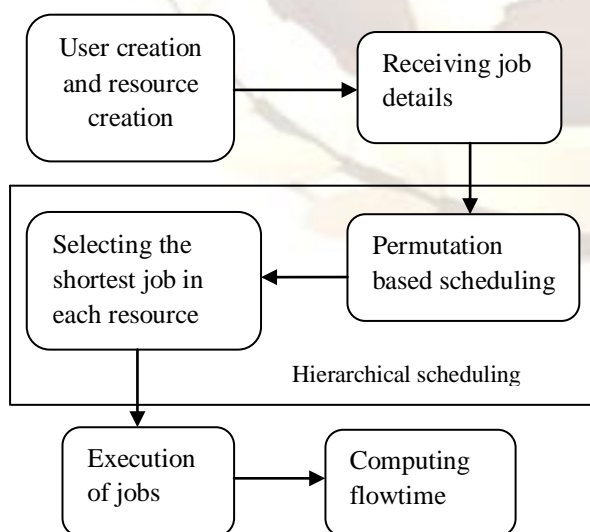 User creation
and resource
creation
Receiving job
details
Permutation
based scheduling
Selecting the
shortest job in
each resource
Hierarchical scheduling
Execution
of jobs
Computing
flowtime